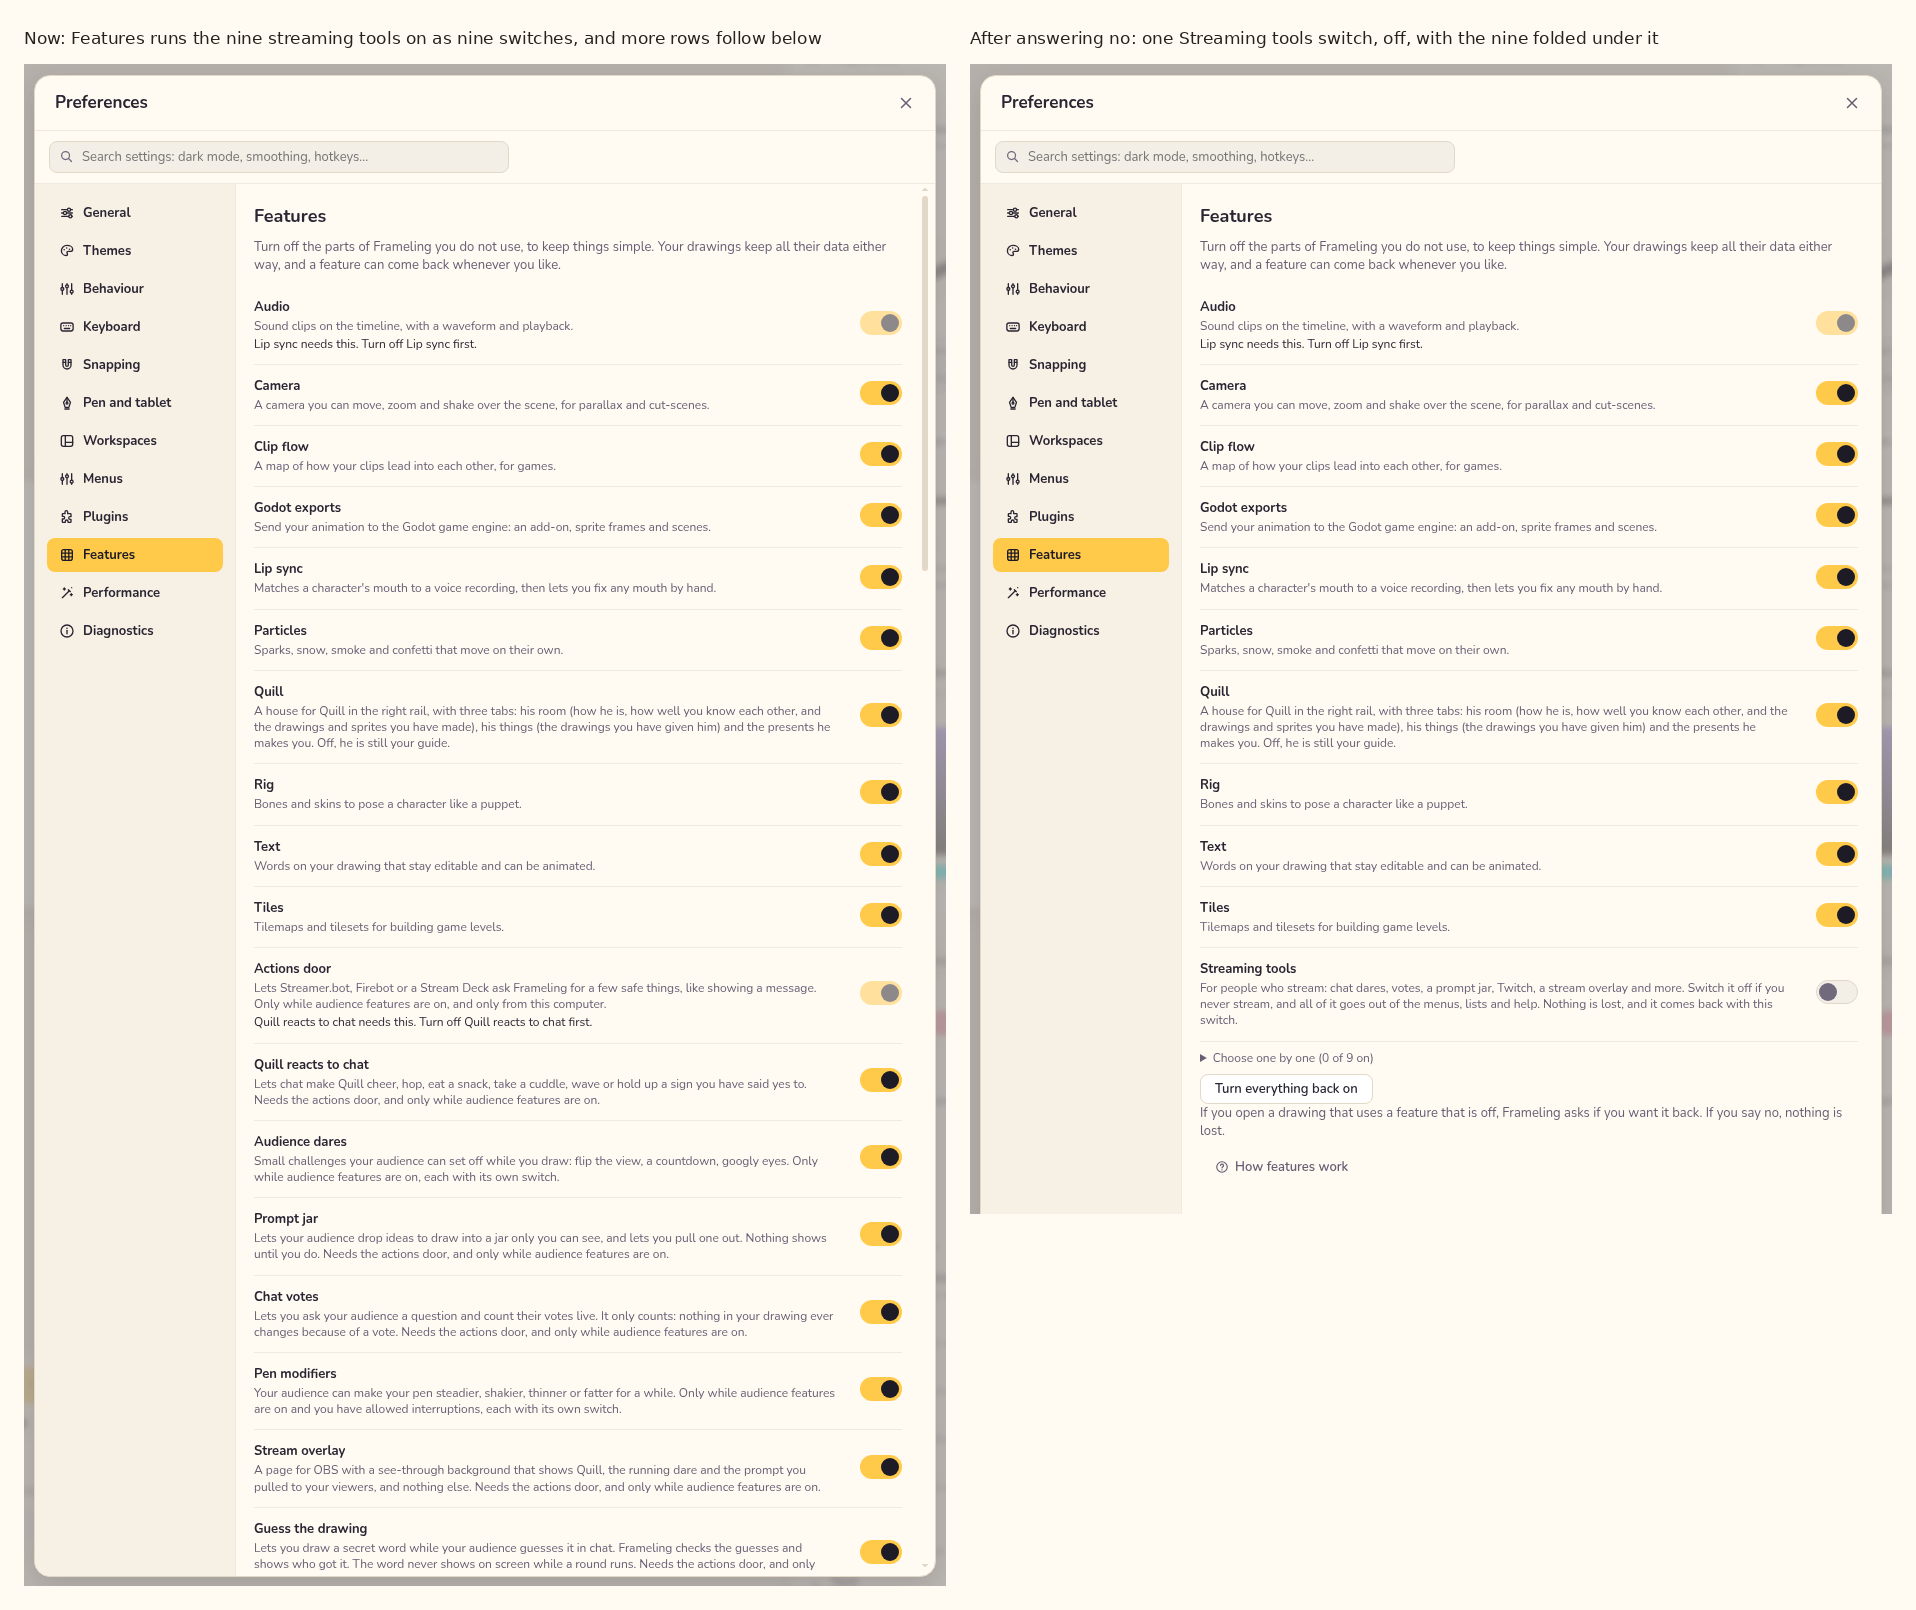 Now: Features runs the nine streaming tools on as nine switches, and more rows follow below
Preferences
Search settings: dark mode, smoothing, hotkeys...
General
Themes
Behaviour
Keyboard
Snapping
Pen and tablet
Workspaces
Menus
Plugins
Features
Performance
Diagnostics
Features
Turn off the parts of Frameling you do not use, to keep things simple. Your drawings keep all their data either
way, and a feature can come back whenever you like.
Audio
Sound clips on the timeline, with a waveform and playback.
Lip sync needs this. Turn off Lip sync first.
Camera
A camera you can move, zoom and shake over the scene, for parallax and cut-scenes.
Clip flow
A map of how your clips lead into each other, for games.
Godot exports
Send your animation to the Godot game engine: an add-on, sprite frames and scenes.
Lip sync
Matches a character's mouth to a voice recording, then lets you fix any mouth by hand.
Particles
Sparks, snow, smoke and confetti that move on their own.
Quill
A house for Quill in the right rail, with three tabs: his room (how he is, how well you know each other, and
the drawings and sprites you have made), his things (the drawings you have given him) and the presents he
makes you. Off, he is still your guide.
Rig
Bones and skins to pose a character like a puppet.
Text
Words on your drawing that stay editable and can be animated.
Tiles
Tilemaps and tilesets for building game levels.
Actions door
Lets Streamer.bot, Firebot or a Stream Deck ask Frameling for a few safe things, like showing a message.
Only while audience features are on, and only from this computer.
Quill reacts to chat needs this. Turn off Quill reacts to chat first.
Quill reacts to chat
Lets chat make Quill cheer, hop, eat a snack, take a cuddle, wave or hold up a sign you have said yes to.
Needs the actions door, and only while audience features are on.
Audience dares
Small challenges your audience can set off while you draw: flip the view, a countdown, googly eyes. Only
while audience features are on, each with its own switch.
Prompt jar
Lets your audience drop ideas to draw into a jar only you can see, and lets you pull one out. Nothing shows
until you do. Needs the actions door, and only while audience features are on.
Chat votes
Lets you ask your audience a question and count their votes live. It only counts: nothing in your drawing ever
changes because of a vote. Needs the actions door, and only while audience features are on.
Pen modifiers
Your audience can make your pen steadier, shakier, thinner or fatter for a while. Only while audience features
are on and you have allowed interruptions, each with its own switch.
Stream overlay
A page for OBS with a see-through background that shows Quill, the running dare and the prompt you
pulled to your viewers, and nothing else. Needs the actions door, and only while audience features are on.
Guess the drawing
Lets you draw a secret word while your audience guesses it in chat. Frameling checks the guesses and
shows who got it. The word never shows on screen while a round runs. Needs the actions door, and only
After answering no: one Streaming tools switch, off, with the nine folded under it
Preferences
Search settings: dark mode, smoothing, hotkeys...
General
Themes
Behaviour
Keyboard
Snapping
Pen and tablet
Workspaces
Menus
Plugins
Features
Performance
Diagnostics
Features
Turn off the parts of Frameling you do not use, to keep things simple. Your drawings keep all their data either
way, and a feature can come back whenever you like.
Audio
Sound clips on the timeline, with a waveform and playback.
Lip sync needs this. Turn off Lip sync first.
Camera
A camera you can move, zoom and shake over the scene, for parallax and cut-scenes.
Clip flow
A map of how your clips lead into each other, for games.
Godot exports
Send your animation to the Godot game engine: an add-on, sprite frames and scenes.
Lip sync
Matches a character's mouth to a voice recording, then lets you fix any mouth by hand.
Particles
Sparks, snow, smoke and confetti that move on their own.
Quill
A house for Quill in the right rail, with three tabs: his room (how he is, how well you know each other, and the
drawings and sprites you have made), his things (the drawings you have given him) and the presents he
makes you. Off, he is still your guide.
Rig
Bones and skins to pose a character like a puppet.
Text
Words on your drawing that stay editable and can be animated.
Tiles
Tilemaps and tilesets for building game levels.
Streaming tools
For people who stream: chat dares, votes, a prompt jar, Twitch, a stream overlay and more. Switch it off if you
never stream, and all of it goes out of the menus, lists and help. Nothing is lost, and it comes back with this
switch.
Choose one by one (0 of 9 on)
Turn everything back on
If you open a drawing that uses a feature that is off, Frameling asks if you want it back. If you say no, nothing is
lost.
How features work